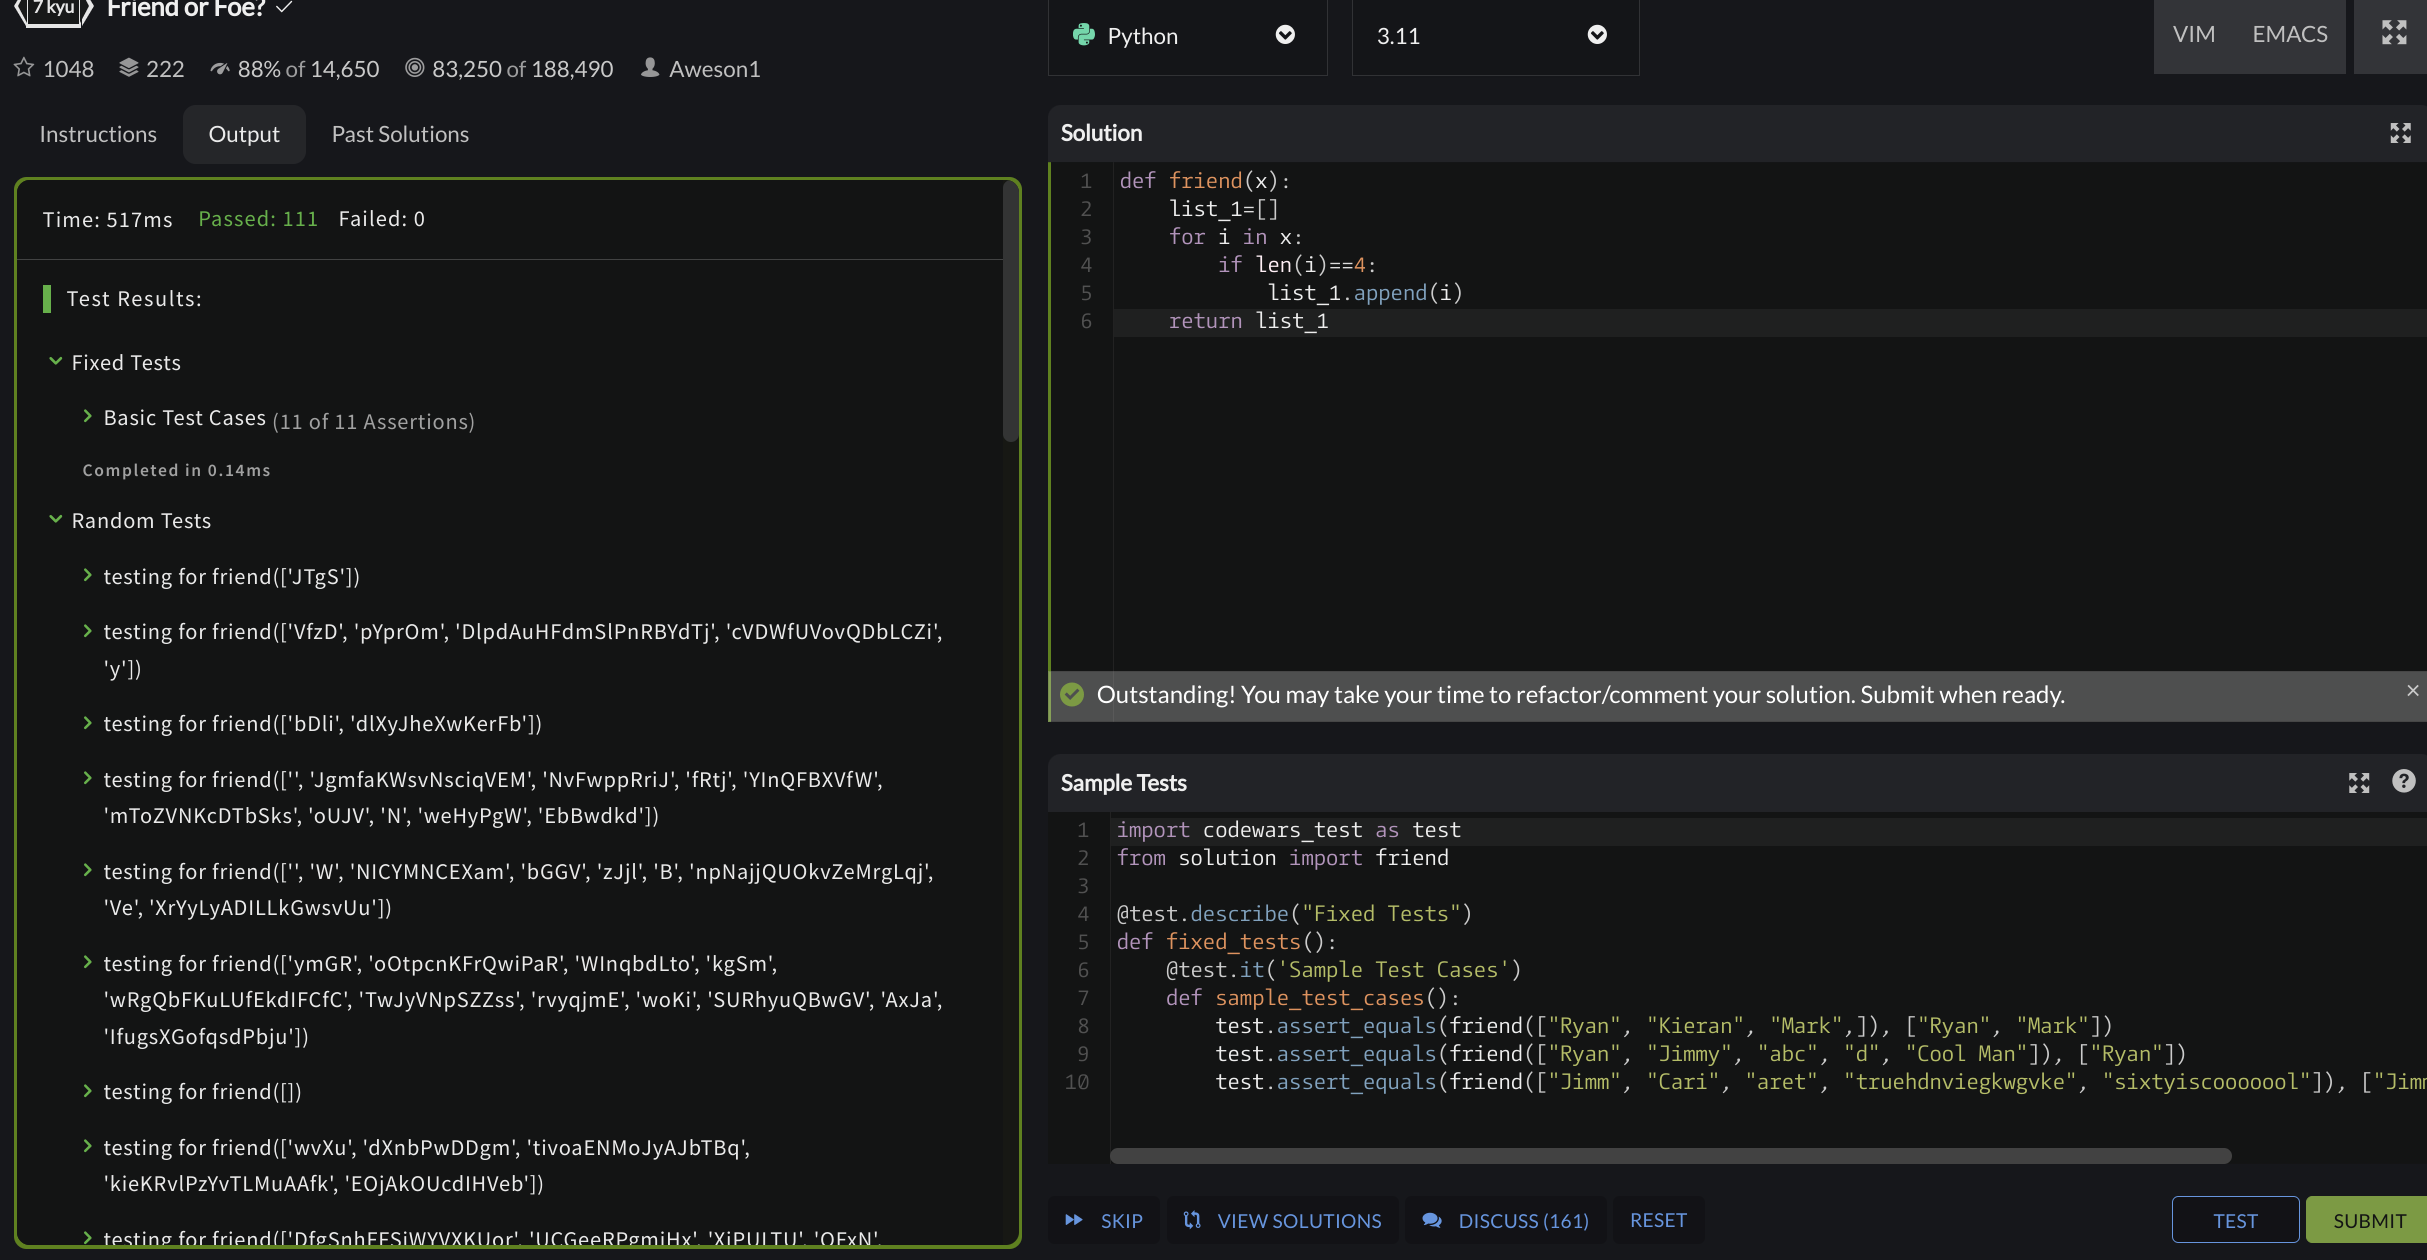 7 kyu Friend or Foe?
1048 222 88% of 14,650 83,250 of 188,490 Aweson1
Instructions Output Past Solutions
Time: 517ms Passed: 111 Failed: 0
Test Results:
Fixed Tests
Basic Test Cases (11 of 11 Assertions)
Completed in 0.14ms
Random Tests
testing for friend(['JTgS'])
testing for friend(['VfzD', 'pYprOm', 'DlpdAuHFdmSlPnRBYdTj', 'cVDWfUVovQDbLCZi',
'y'])
testing for friend(['bDli', 'dlXyJheXwKerFb'])
testing for friend(['', 'JgmfaKWsvNsciqVEM', 'NvFwppRriJ', 'fRtj', 'YInQFBXVfW',
'mToZVNKcDTbSks', 'oUJV', 'N', 'weHyPgW', 'EbBwdkd'])
testing for friend(['', 'W', 'NICYMNCEXam', 'bGGV', 'zJjl', 'B', 'npNajjQUOkvZeMrgLqj',
'Ve', 'XrYyLyADILLkGwsvUu'])
testing for friend(['ymGR', 'oOtpcnKFrQwiPaR', 'WInqbdLto', 'kgSm',
'wRgQbFKuLUfEkdIFCfC', 'TwJyVNpSZZss', 'rvyqjmE', 'woKi', 'SURhyuQBwGV', 'AxJa',
'IfugsXGofqsdPbju'])
testing for friend([])
testing for friend(['wvXu', 'dXnbPwDDgm', 'tivoaENMoJyAJbTBq',
'kieKRvlPzYvTLMuAAfk', 'EOjAkOUcdIHVeb'])
testing for
Python 3.11 VIM EMACS
Solution
1 def friend(x):
2 list_1=[]
3 for i in x:
4 if len(i)==4:
5 list_1.append(i)
6 return list_1
Outstanding! You may take your time to refactor/comment your solution. Submit when ready.
Sample Tests
1 import codewars_test as test
2 from solution import friend
3
4 @test.describe("Fixed Tests")
5 def fixed_tests():
6 @test.it('Sample Test Cases')
7 def sample_test_cases():
8 test.assert_equals(friend(["Ryan", "Kieran", "Mark",]), ["Ryan", "Mark"])
9 test.assert_equals(friend(["Ryan", "Jimmy", "abc", "d", "Cool Man"]), ["Ryan"])
10 test.assert_equals(friend(["Jimm", "Cari", "aret", "truehdnviegkwgvke", "sixtyiscooooool"]), ["Jim
SKIP VIEW SOLUTIONS DISCUSS (161) RESET TEST SUBMIT